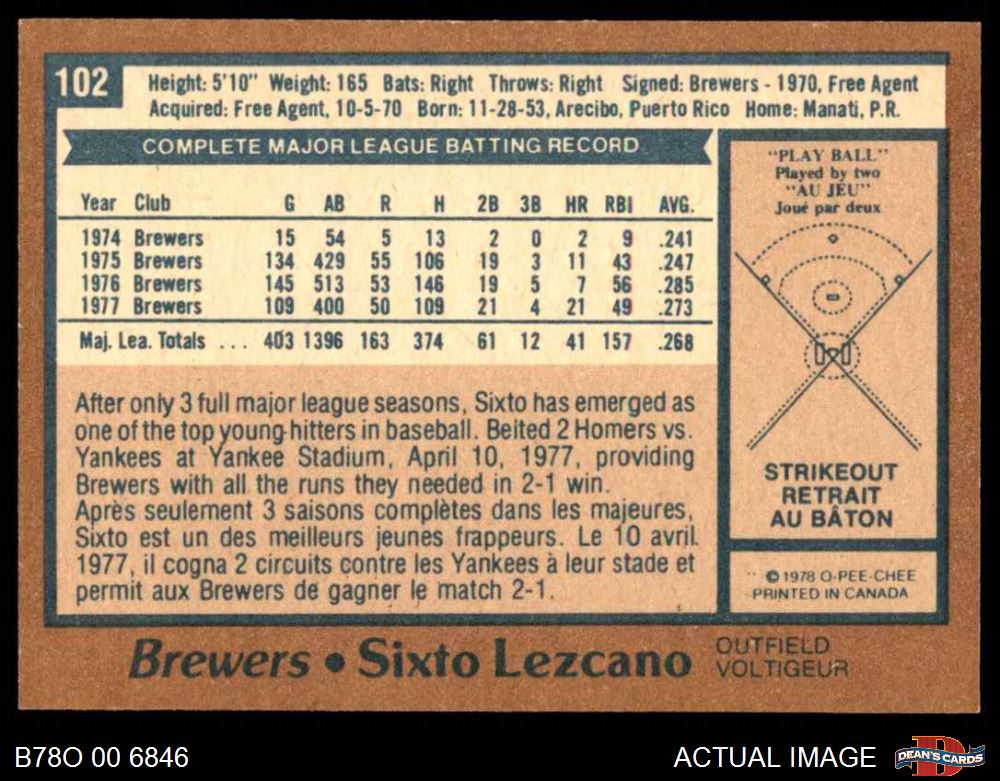 102
Height: 5'10" Weight: 165 Bats: Right Throws: Right Signed: Brewers - 1970, Free Agent
Acquired: Free Agent, 10-5-70 Born: 11-28-53, Arecibo, Puerto Rico Home: Manati, P.R.
COMPLETE MAJOR LEAGUE BATTING RECORD
Year Club G AB R H 2B 3B HR RBI AVG.
1974 Brewers 15 54 5 13 2 0 2 9 .241
1975 Brewers 134 429 55 106 19 3 11 43 .247
1976 Brewers 145 513 53 146 19 5 7 56 .285
1977 Brewers 109 400 50 109 21 4 21 49 .273
Maj. Lea. Totals ... 403 1396 163 374 61 12 41 157 .268
After only 3 full major league seasons, Sixto has emerged as
one of the top young hitters in baseball. Belted 2 Homers vs.
Yankees at Yankee Stadium, April 10, 1977, providing
Brewers with all the runs they needed in 2-1 win.
Après seulement 3 saisons complètes dans les majeures,
Sixto est un des meilleurs jeunes frappeurs. Le 10 avril
1977, il cogna 2 circuits contre les Yankees à leur stade et
permit aux Brewers de gagner le match 2-1.
"PLAY BALL"
Played by two
"AU JEU"
Joué par deux
STRIKEOUT
RETRAIT
AU BÂTON
© 1978 O-PEE-CHEE
PRINTED IN CANADA
Brewers • Sixto Lezcano
OUTFIELD
VOLTIGEUR
B78O 00 6846
ACTUAL IMAGE
D
DEAN'S CARDS